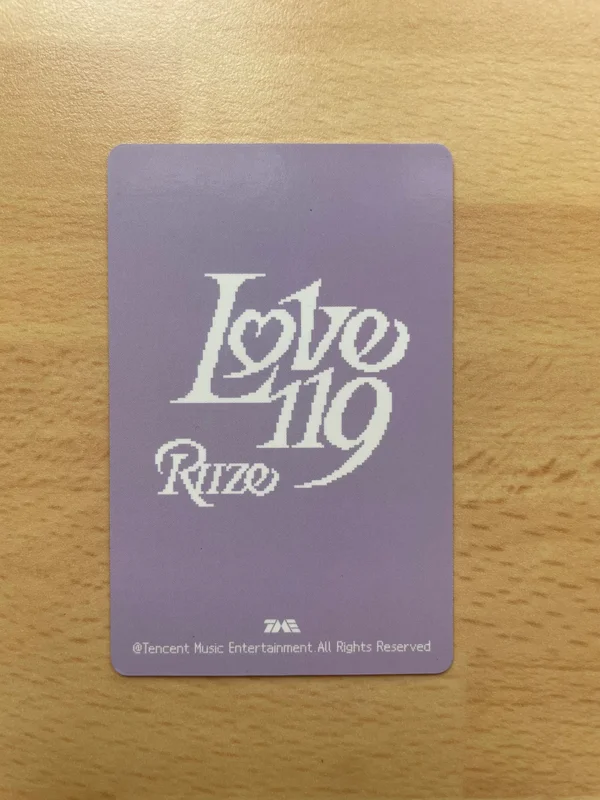 Love
119
RIIZE
TME
@Tencent Music Entertainment All Rights Reserved